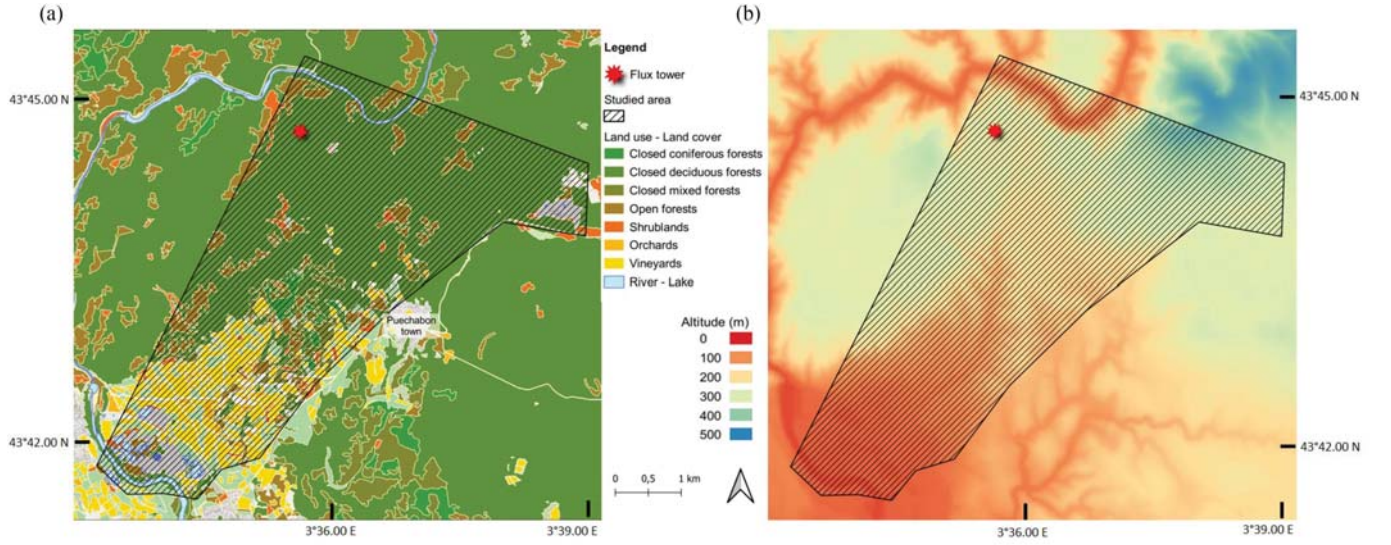 (a)
(b)
43°45.00 N
43°42.00 N
3°36.00 E
3°39.00 E
Puechabon
town
Legend
Flux tower
Studied area
Land use - Land cover
Closed coniferous forests
Closed deciduous forests
Closed mixed forests
Open forests
Shrublands
Orchards
Vineyards
River - Lake
Altitude (m)
0
100
200
300
400
500
0 0,5 1 km
43°45.00 N
43°42.00 N
3°36.00 E
3°39.00 E